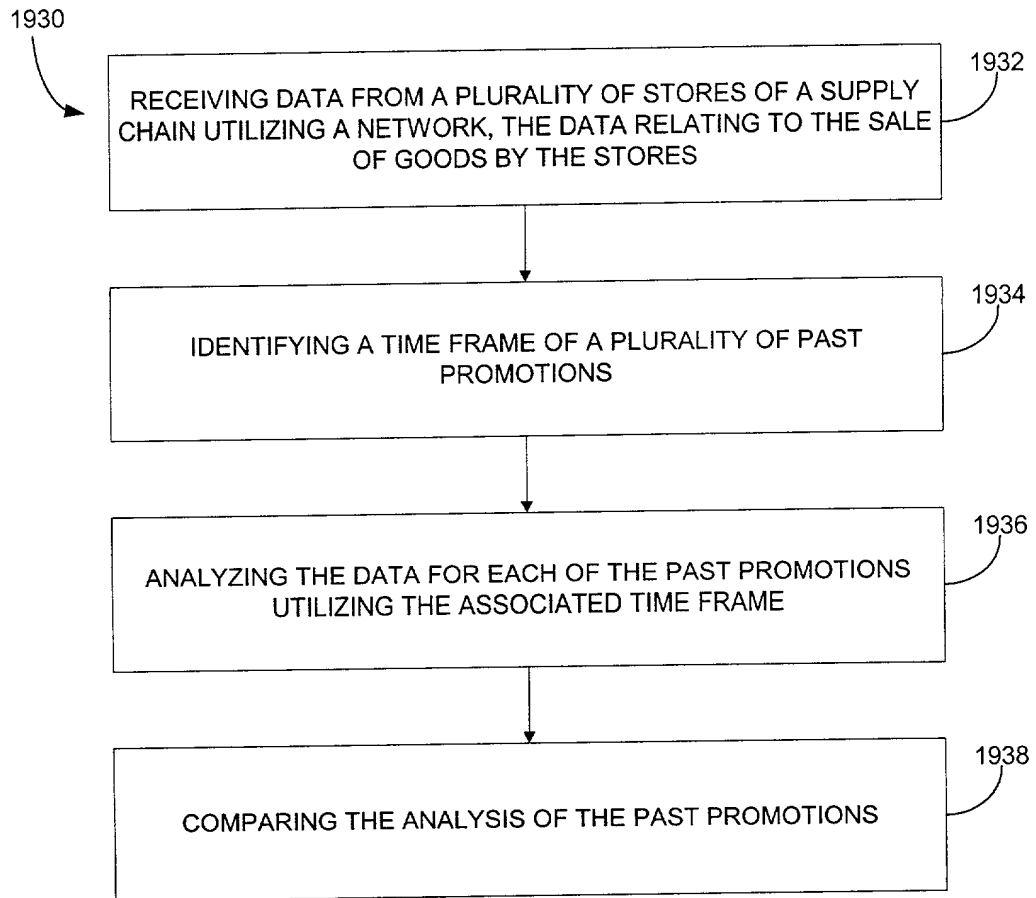 1930
1932
RECEIVING DATA FROM A PLURALITY OF STORES OF A SUPPLY
CHAIN UTILIZING A NETWORK, THE DATA RELATING TO THE SALE
OF GOODS BY THE STORES
1934
IDENTIFYING A TIME FRAME OF A PLURALITY OF PAST
PROMOTIONS
1936
ANALYZING THE DATA FOR EACH OF THE PAST PROMOTIONS
UTILIZING THE ASSOCIATED TIME FRAME
1938
COMPARING THE ANALYSIS OF THE PAST PROMOTIONS